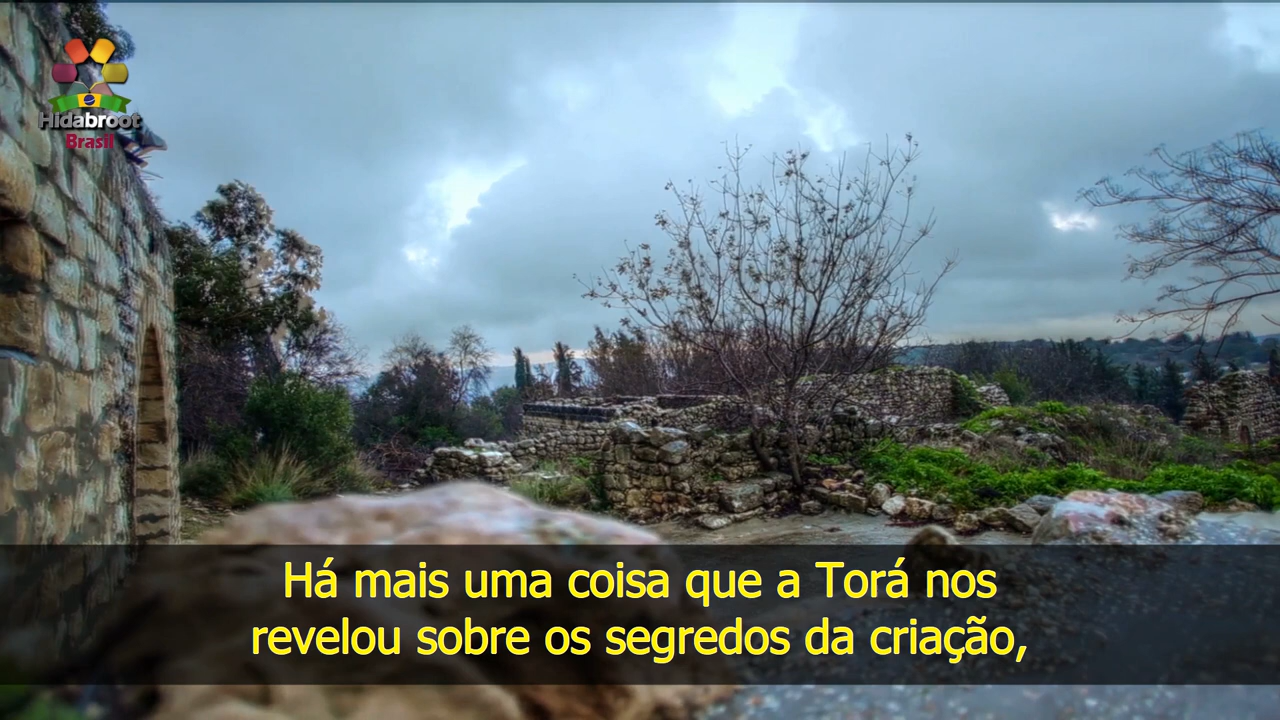 Hidabroot
Brasil
Há mais uma coisa que a Torá nos
revelou sobre os segredos da criação,